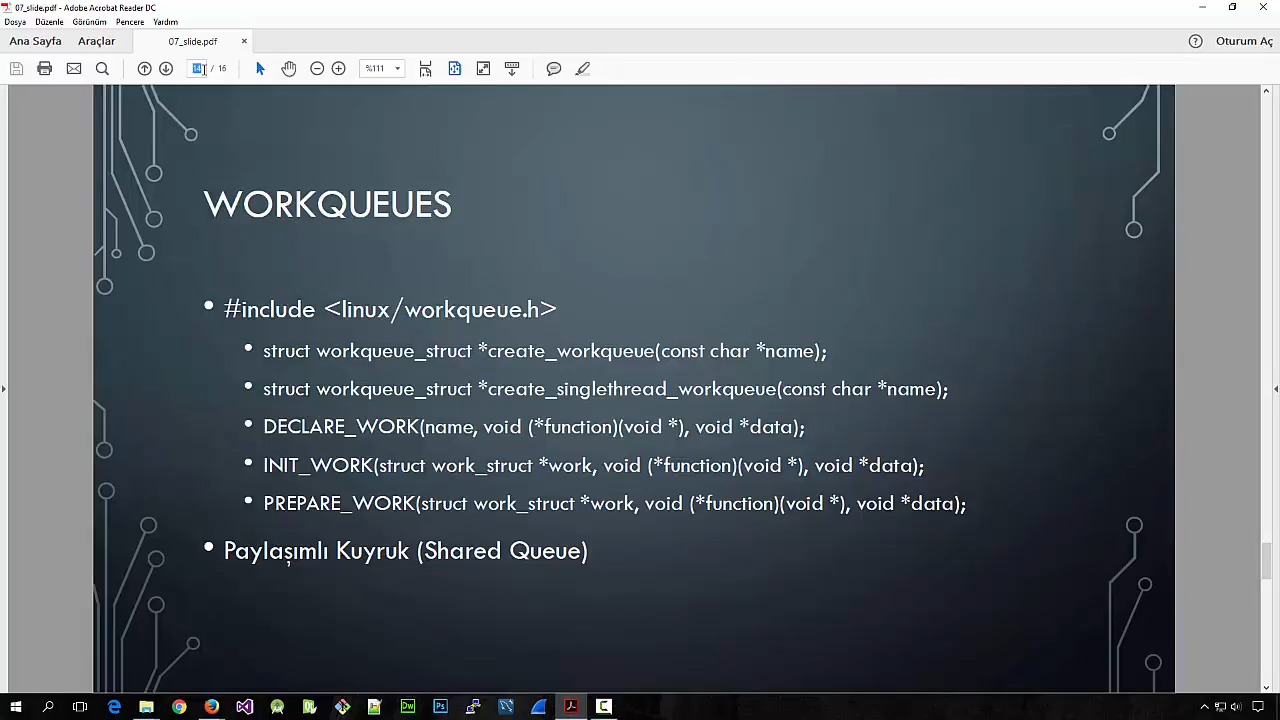 07_slide.pdf - Adobe Acrobat Reader DC
Dosya Düzenle Görünüm Pencere Yardım
Ana Sayfa Araçlar 07_slide.pdf × Oturum Aç
14 / 16 %111
WORKQUEUES
• #include <linux/workqueue.h>
• struct workqueue_struct *create_workqueue(const char *name);
• struct workqueue_struct *create_singlethread_workqueue(const char *name);
• DECLARE_WORK(name, void (*function)(void *), void *data);
• INIT_WORK(struct work_struct *work, void (*function)(void *), void *data);
• PREPARE_WORK(struct work_struct *work, void (*function)(void *), void *data);
• Paylaşımlı Kuyruk (Shared Queue)